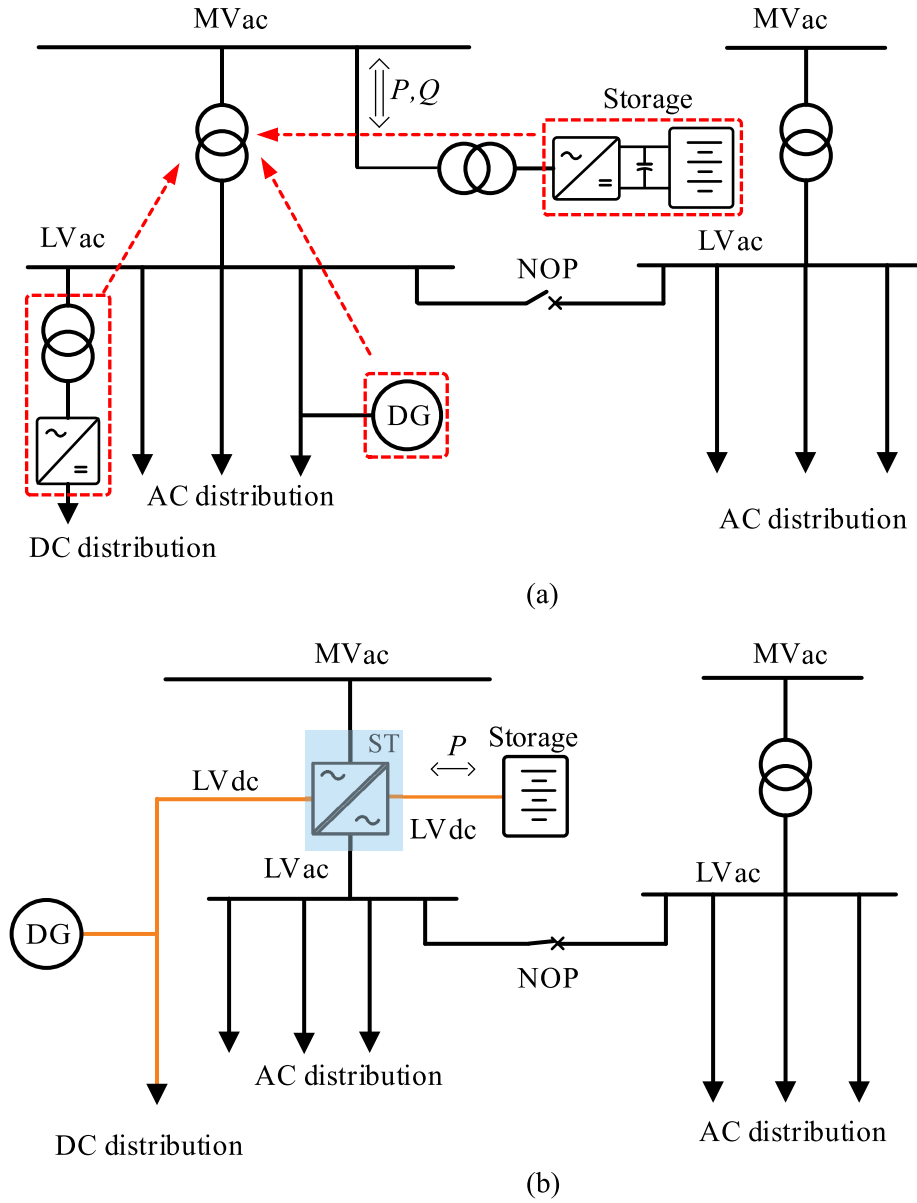 MVac
MVac
P,Q
Storage
LVac
LVac
NOP
DG
AC distribution
AC distribution
DC distribution
(a)
MVac
MVac
ST
P
Storage
LVdc
LVdc
LVac
LVac
DG
NOP
AC distribution
AC distribution
DC distribution
(b)